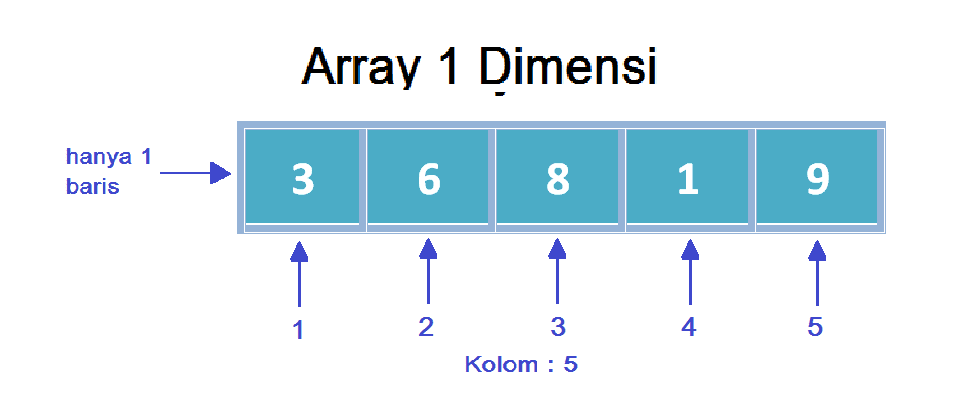 Array 1 Dimensi
hanya 1
baris
3 6 8 1 9
1 2 3 4 5
Kolom : 5